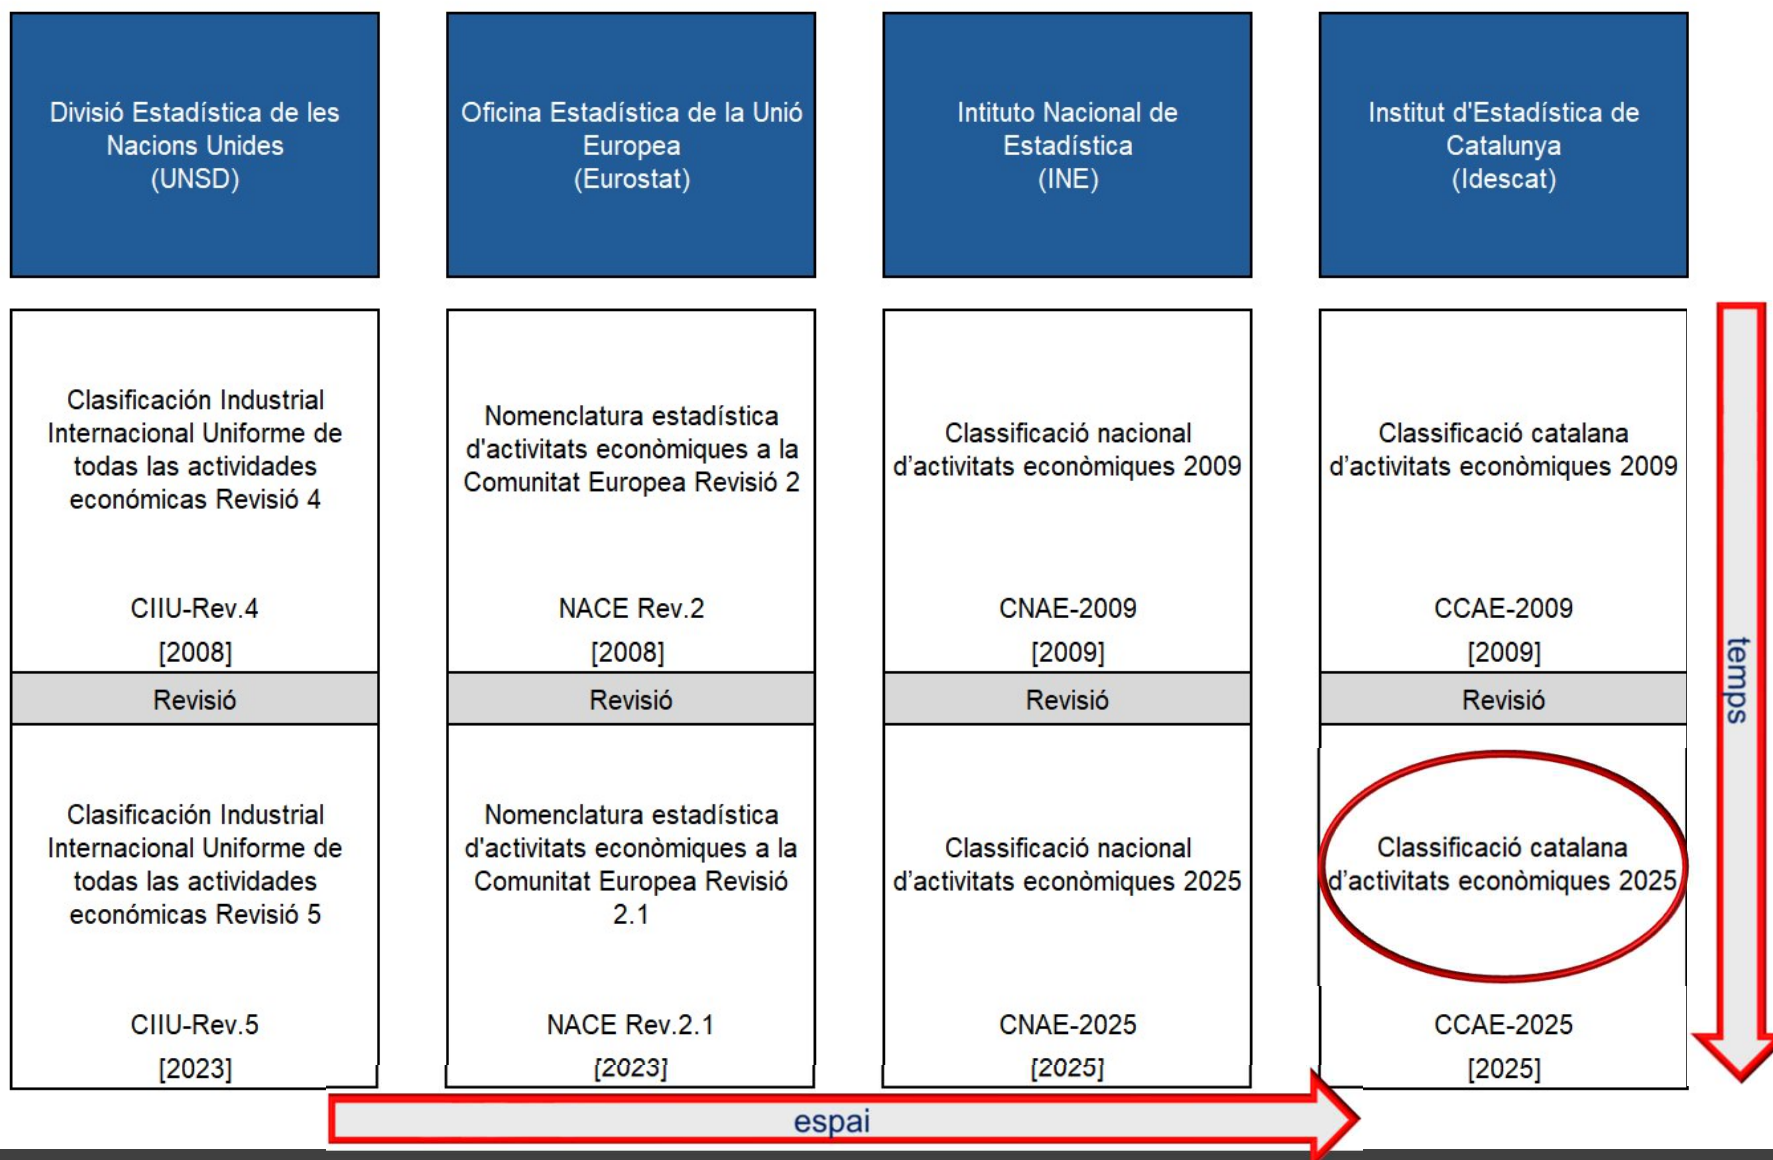 Divisió Estadística de les
Nacions Unides
(UNSD)
Oficina Estadística de la Unió
Europea
(Eurostat)
Intituto Nacional de
Estadística
(INE)
Institut d'Estadística de
Catalunya
(Idescat)
Clasificación Industrial
Internacional Uniforme de
todas las actividades
económicas Revisió 4
CIIU-Rev.4
[2008]
Nomenclatura estadística
d'activitats econòmiques a la
Comunitat Europea Revisió 2
NACE Rev.2
[2008]
Classificació nacional
d’activitats econòmiques 2009
CNAE-2009
[2009]
Classificació catalana
d’activitats econòmiques 2009
CCAE-2009
[2009]
Revisió
Revisió
Revisió
Revisió
Clasificación Industrial
Internacional Uniforme de
todas las actividades
económicas Revisió 5
CIIU-Rev.5
[2023]
Nomenclatura estadística
d'activitats econòmiques a la
Comunitat Europea Revisió
2.1
NACE Rev.2.1
[2023]
Classificació nacional
d’activitats econòmiques 2025
CNAE-2025
[2025]
Classificació catalana
d’activitats econòmiques 2025
CCAE-2025
[2025]
temps
espai